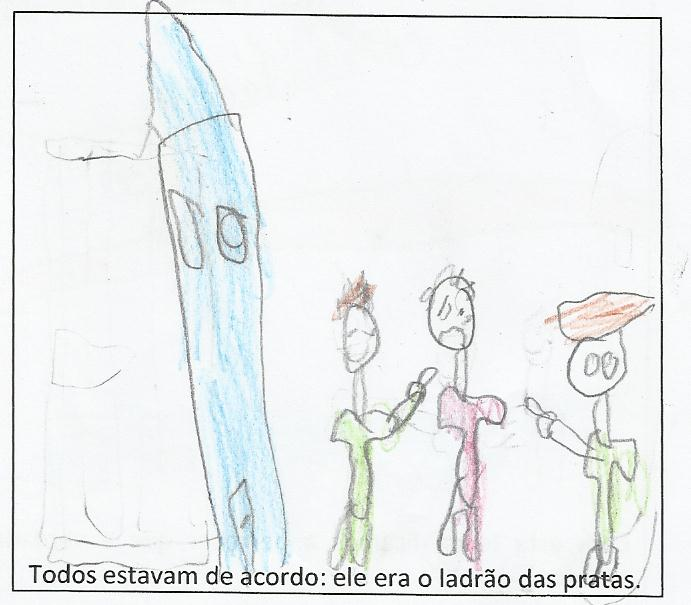 Todos estavam de acordo: ele era o ladrão das pratas.